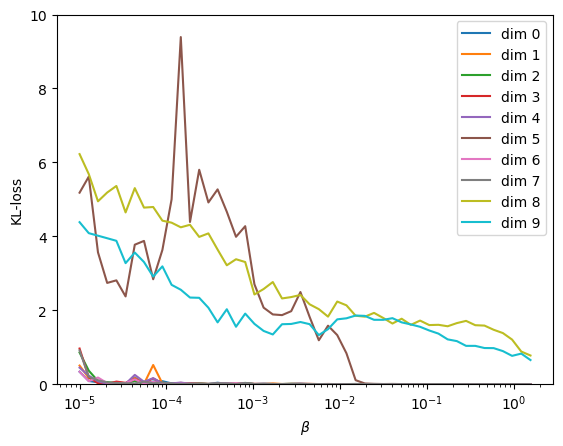 10
8
6
4
2
0
KL-loss
10⁻⁵
10⁻⁴
10⁻³
10⁻²
10⁻¹
10⁰
β
dim 0
dim 1
dim 2
dim 3
dim 4
dim 5
dim 6
dim 7
dim 8
dim 9